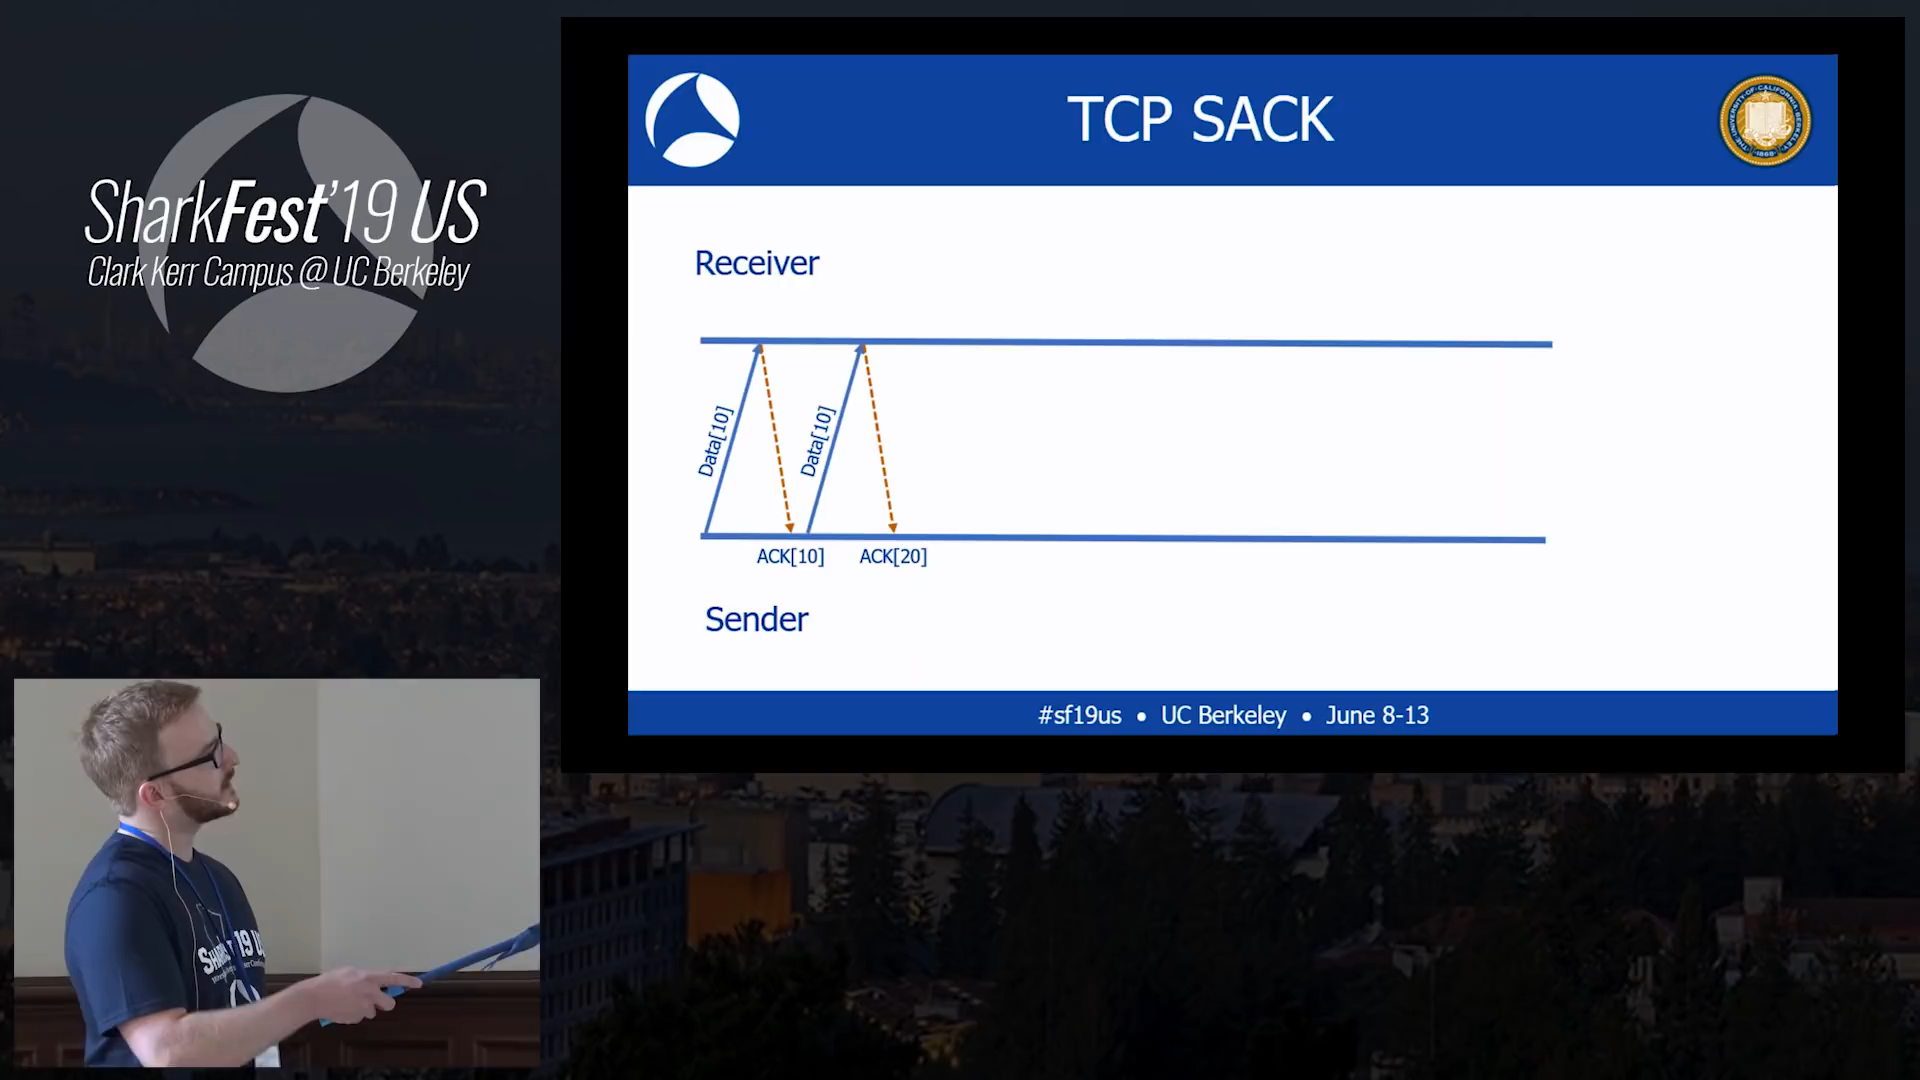 SharkFest'19 US
Clark Kerr Campus @ UC Berkeley
TCP SACK
Receiver
Data[10]
Data[10]
ACK[10]
ACK[20]
Sender
#sf19us • UC Berkeley • June 8-13